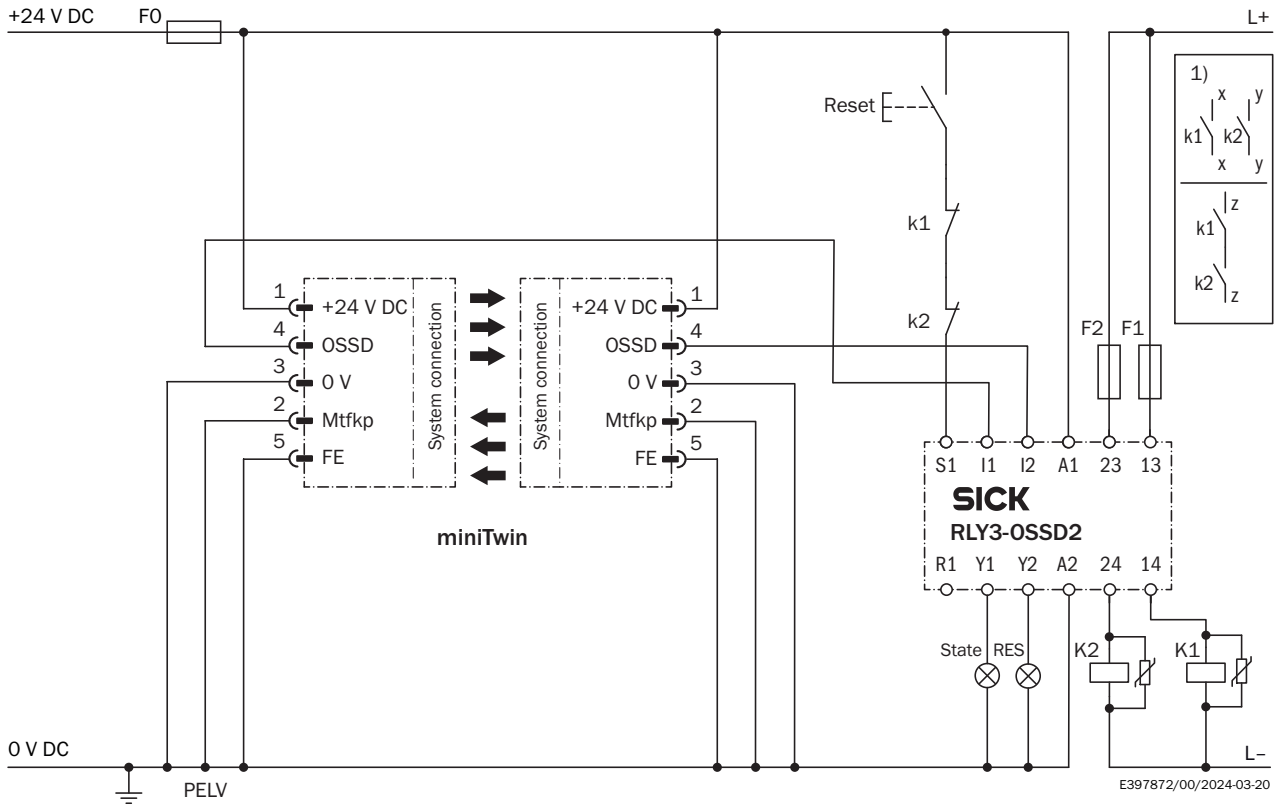 +24 V DC
F0
L+
1)
x
y
k1
k2
x
y
z
k1
k2
z
Reset
k1
k2
F2
F1
1
+24 V DC
4
OSSD
3
0 V
2
Mtfkp
5
FE
System connection
System connection
+24 V DC
1
OSSD
4
0 V
3
Mtfkp
2
FE
5
miniTwin
S1
I1
I2
A1
23
13
SICK
RLY3-OSSD2
R1
Y1
Y2
A2
24
14
State
RES
K2
K1
0 V DC
PELV
L–
E397872/00/2024-03-20